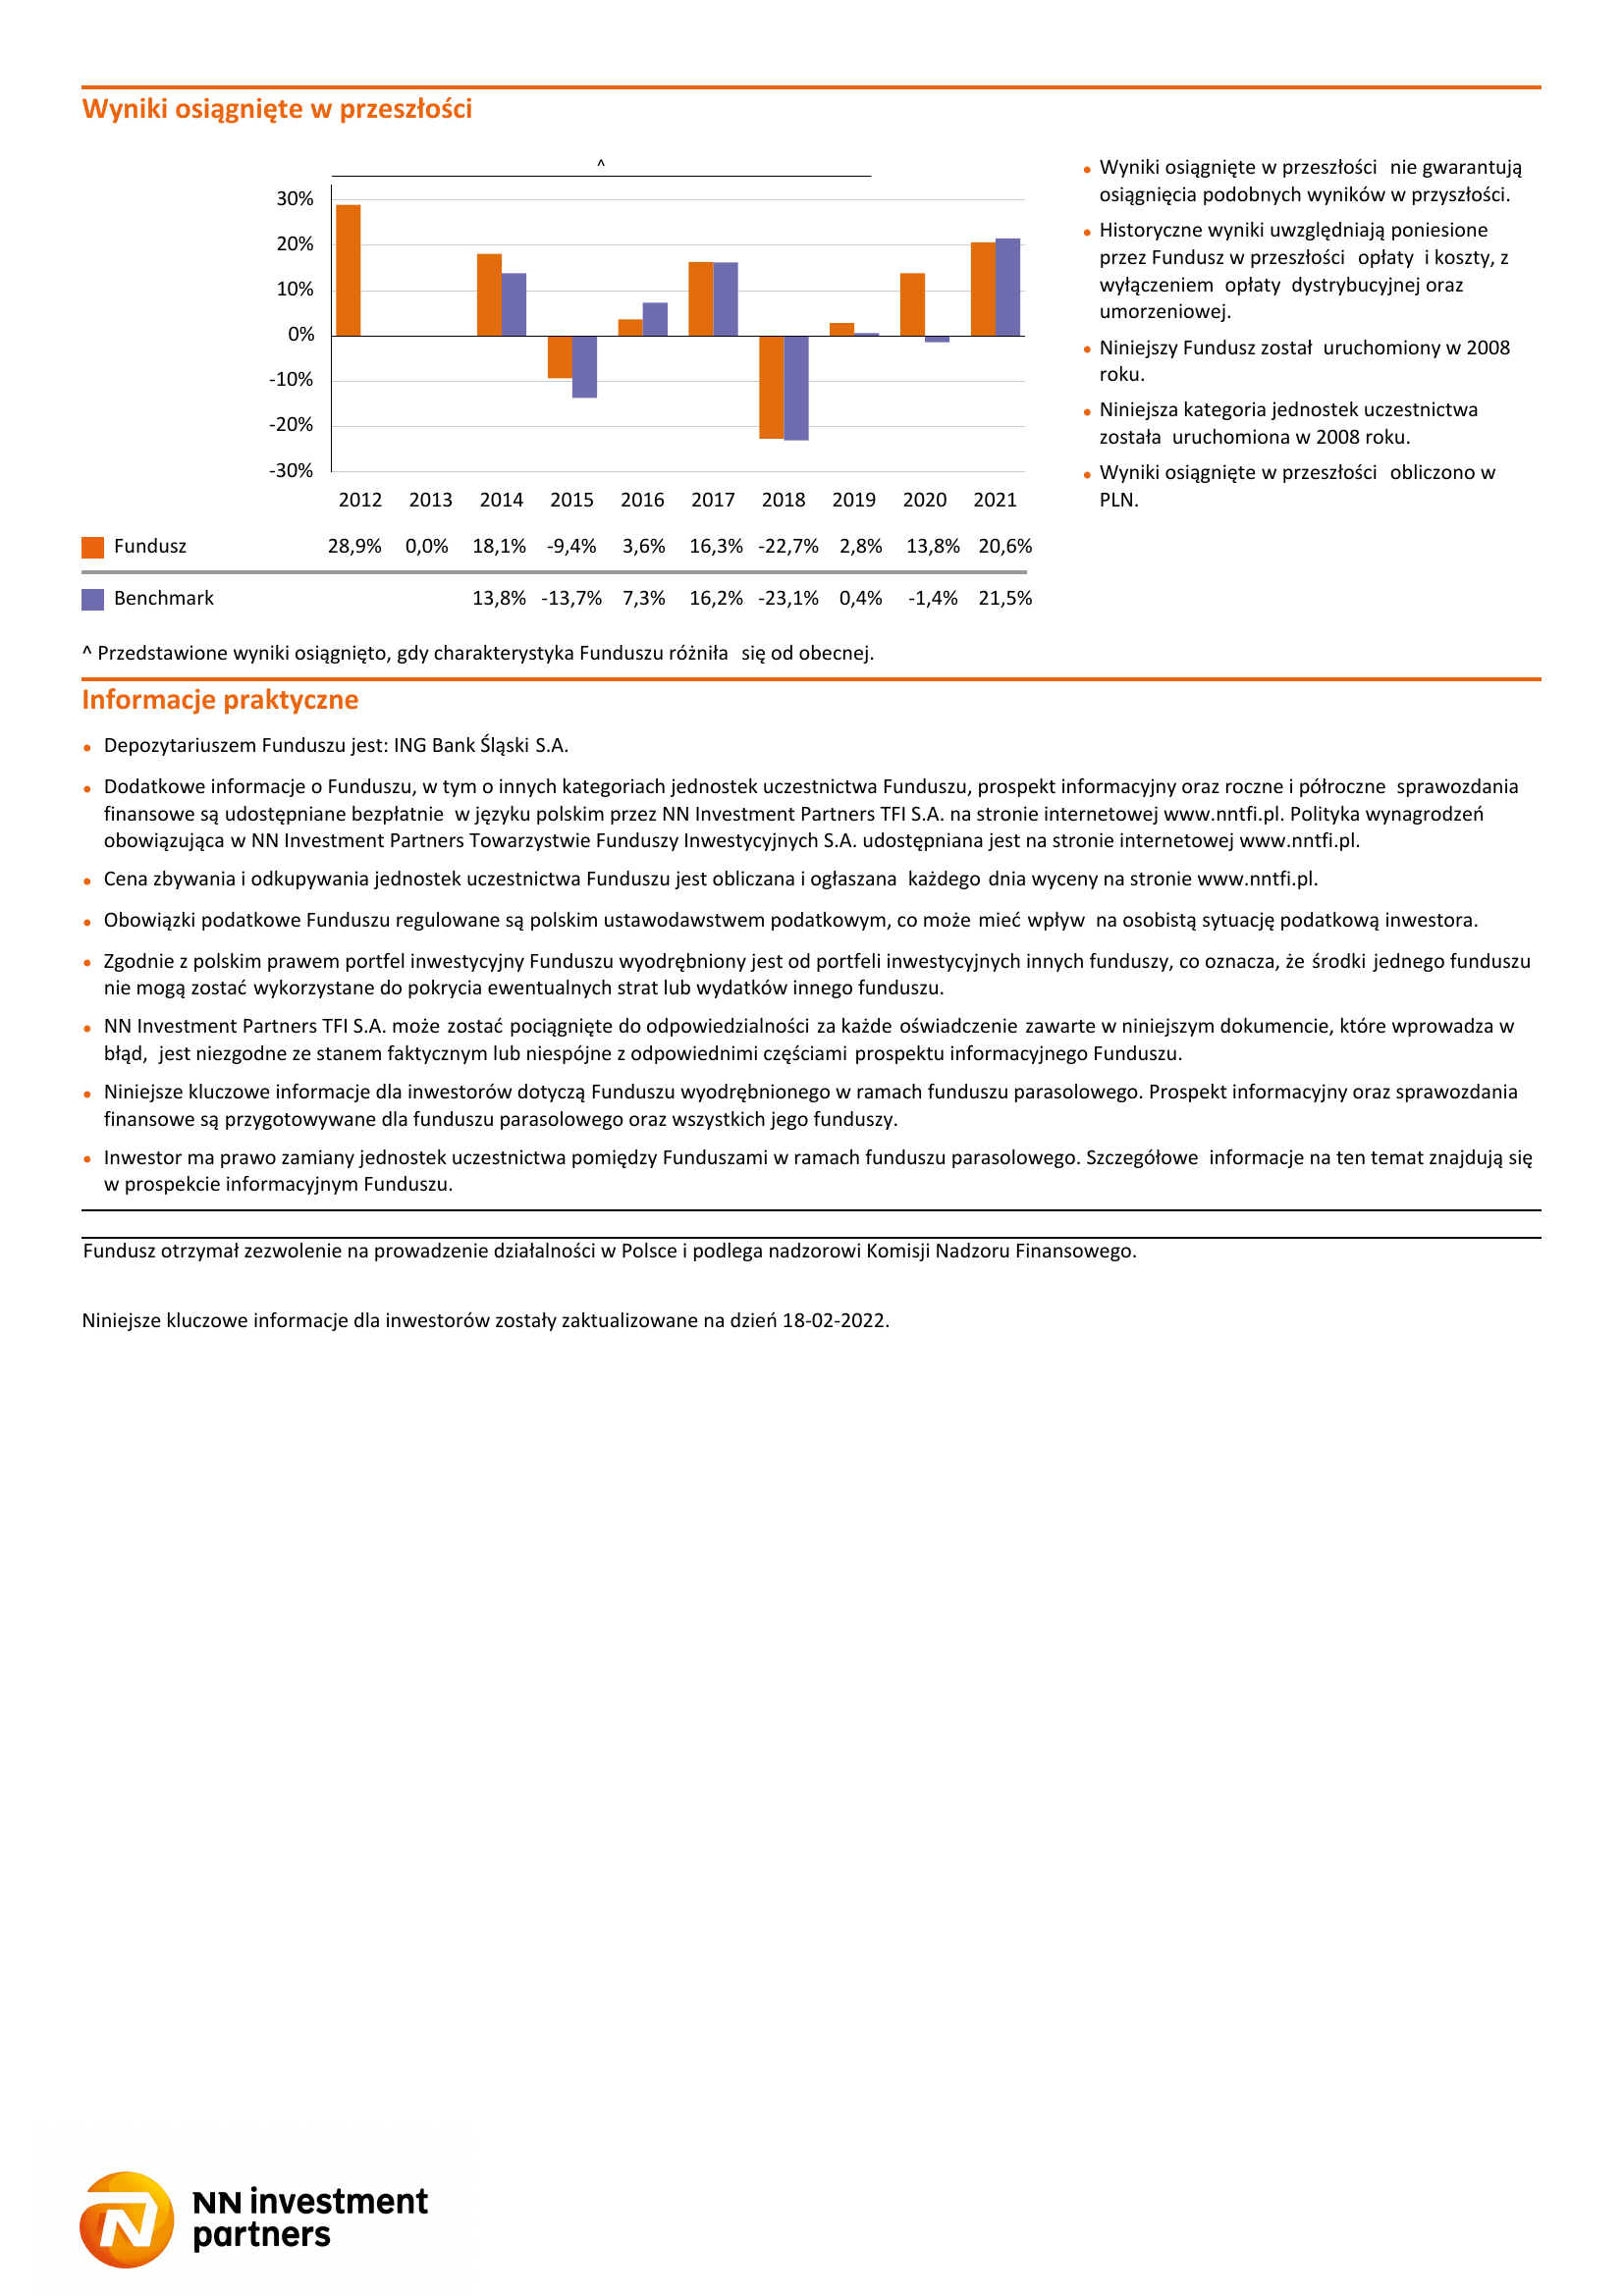 Wyniki osiągnięte w przeszłości
^
30%
20%
10%
0%
-10%
-20%
-30%
2012 2013 2014 2015 2016 2017 2018 2019 2020 2021
Fundusz 28,9% 0,0% 18,1% -9,4% 3,6% 16,3% -22,7% 2,8% 13,8% 20,6%
Benchmark 13,8% -13,7% 7,3% 16,2% -23,1% 0,4% -1,4% 21,5%
• Wyniki osiągnięte w przeszłości nie gwarantują
osiągnięcia podobnych wyników w przyszłości.
• Historyczne wyniki uwzględniają poniesione
przez Fundusz w przeszłości opłaty i koszty, z
wyłączeniem opłaty dystrybucyjnej oraz
umorzeniowej.
• Niniejszy Fundusz został uruchomiony w 2008
roku.
• Niniejsza kategoria jednostek uczestnictwa
została uruchomiona w 2008 roku.
• Wyniki osiągnięte w przeszłości obliczono w
PLN.
^ Przedstawione wyniki osiągnięto, gdy charakterystyka Funduszu różniła się od obecnej.
Informacje praktyczne
• Depozytariuszem Funduszu jest: ING Bank Śląski S.A.
• Dodatkowe informacje o Funduszu, w tym o innych kategoriach jednostek uczestnictwa Funduszu, prospekt informacyjny oraz roczne i półroczne sprawozdania
finansowe są udostępniane bezpłatnie w języku polskim przez NN Investment Partners TFI S.A. na stronie internetowej www.nntfi.pl. Polityka wynagrodzeń
obowiązująca w NN Investment Partners Towarzystwie Funduszy Inwestycyjnych S.A. udostępniana jest na stronie internetowej www.nntfi.pl.
• Cena zbywania i odkupywania jednostek uczestnictwa Funduszu jest obliczana i ogłaszana każdego dnia wyceny na stronie www.nntfi.pl.
• Obowiązki podatkowe Funduszu regulowane są polskim ustawodawstwem podatkowym, co może mieć wpływ na osobistą sytuację podatkową inwestora.
• Zgodnie z polskim prawem portfel inwestycyjny Funduszu wyodrębniony jest od portfeli inwestycyjnych innych funduszy, co oznacza, że środki jednego funduszu
nie mogą zostać wykorzystane do pokrycia ewentualnych strat lub wydatków innego funduszu.
• NN Investment Partners TFI S.A. może zostać pociągnięte do odpowiedzialności za każde oświadczenie zawarte w niniejszym dokumencie, które wprowadza w
błąd, jest niezgodne ze stanem faktycznym lub niespójne z odpowiednimi częściami prospektu informacyjnego Funduszu.
• Niniejsze kluczowe informacje dla inwestorów dotyczą Funduszu wyodrębnionego w ramach funduszu parasolowego. Prospekt informacyjny oraz sprawozdania
finansowe są przygotowywane dla funduszu parasolowego oraz wszystkich jego funduszy.
• Inwestor ma prawo zamiany jednostek uczestnictwa pomiędzy Funduszami w ramach funduszu parasolowego. Szczegółowe informacje na ten temat znajdują się
w prospekcie informacyjnym Funduszu.
Fundusz otrzymał zezwolenie na prowadzenie działalności w Polsce i podlega nadzorowi Komisji Nadzoru Finansowego.
Niniejsze kluczowe informacje dla inwestorów zostały zaktualizowane na dzień 18-02-2022.
NN investment
partners